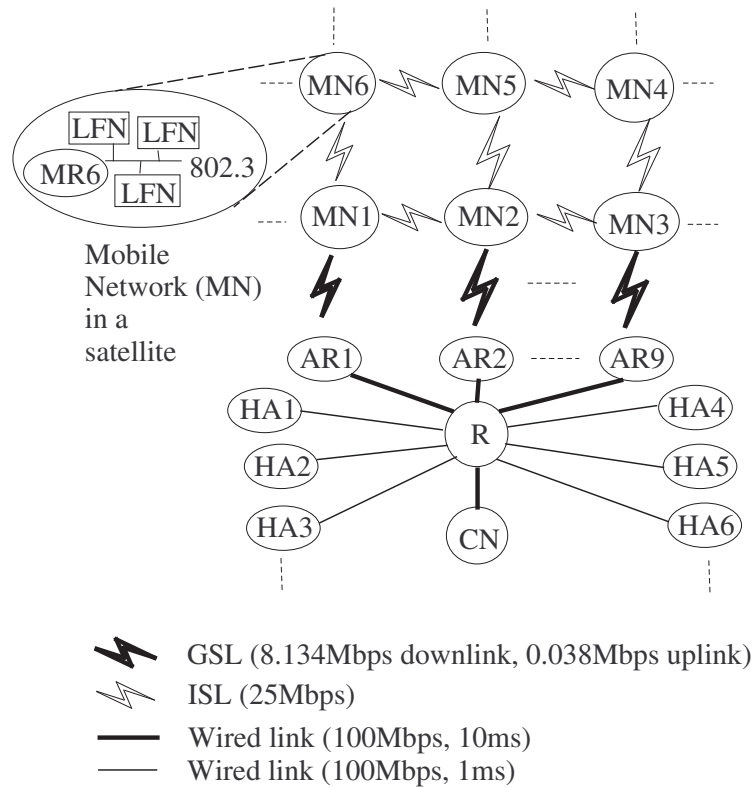 MN6 MN5 MN4
LFN LFN
MR6 802.3
LFN
MN1 MN2 MN3
Mobile
Network (MN)
in a
satellite
AR1 AR2 AR9
HA1 R HA4
HA2 HA5
HA3 CN HA6
GSL (8.134Mbps downlink, 0.038Mbps uplink)
ISL (25Mbps)
Wired link (100Mbps, 10ms)
Wired link (100Mbps, 1ms)